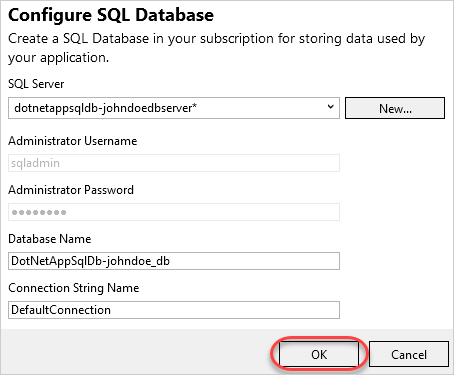 Configure SQL Database
Create a SQL Database in your subscription for storing data used by
your application.
SQL Server
dotnetappsqldb-johndoedbserver*
New...
Administrator Username
sqladmin
Administrator Password
●●●●●●●●
Database Name
DotNetAppSqlDb-johndoe_db
Connection String Name
DefaultConnection
OK
Cancel